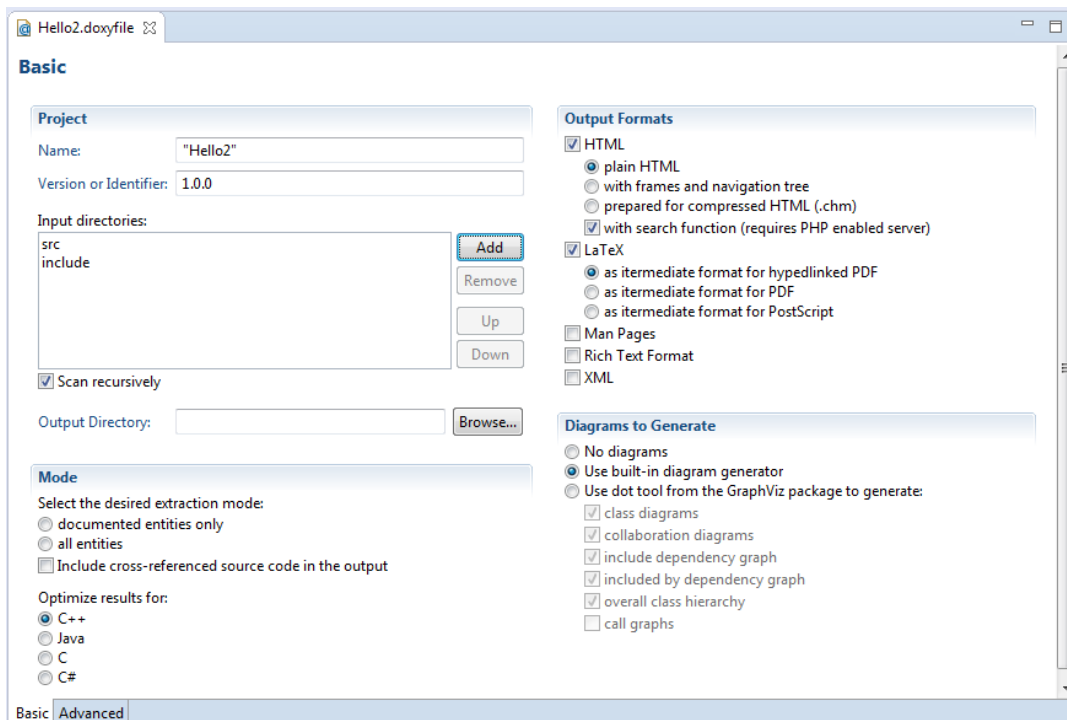 Hello2.doxyfile
Basic
Project
Name: "Hello2"
Version or Identifier: 1.0.0
Input directories:
src
include
Add
Remove
Up
Down
Scan recursively
Output Directory: Browse...
Mode
Select the desired extraction mode:
documented entities only
all entities
Include cross-referenced source code in the output
Optimize results for:
C++
Java
C
C#
Output Formats
HTML
plain HTML
with frames and navigation tree
prepared for compressed HTML (.chm)
with search function (requires PHP enabled server)
LaTeX
as itermediate format for hypedlinked PDF
as itermediate format for PDF
as itermediate format for PostScript
Man Pages
Rich Text Format
XML
Diagrams to Generate
No diagrams
Use built-in diagram generator
Use dot tool from the GraphViz package to generate:
class diagrams
collaboration diagrams
include dependency graph
included by dependency graph
overall class hierarchy
call graphs
Basic Advanced